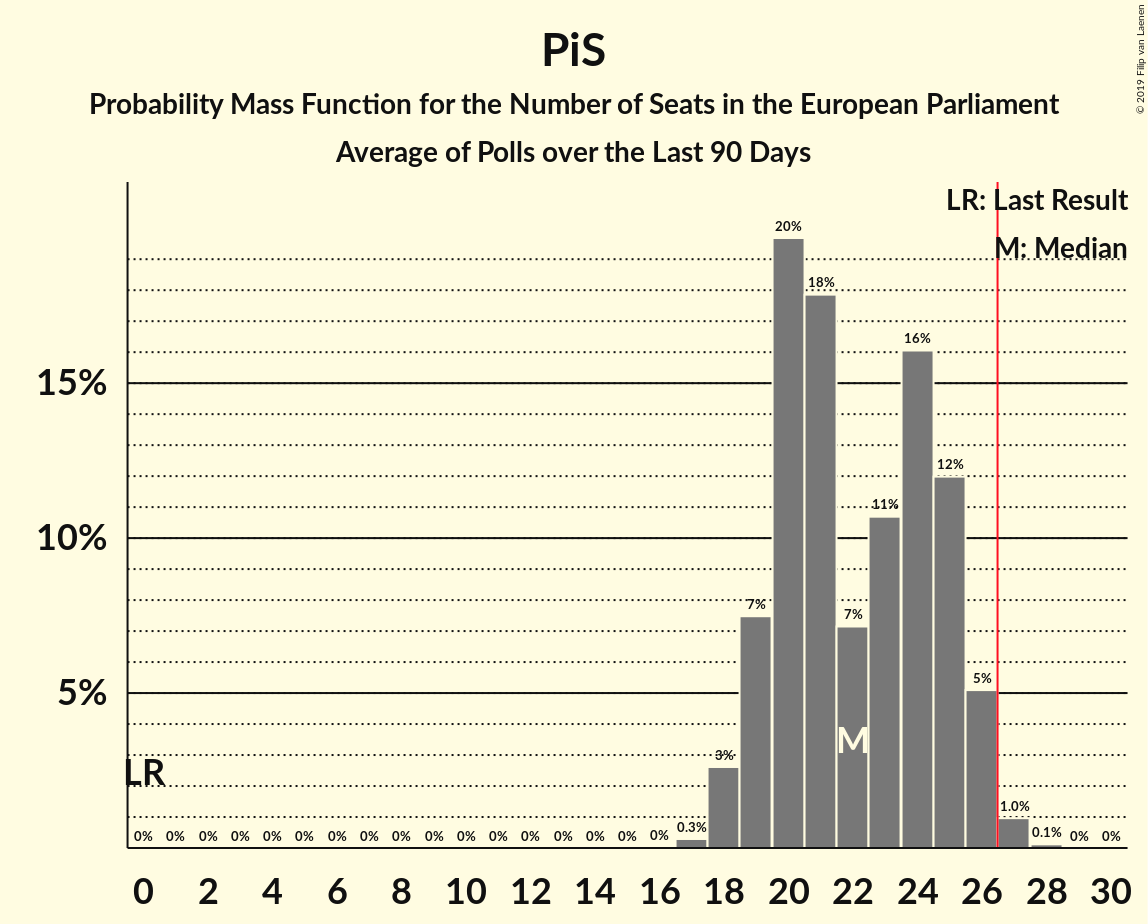 PiS
Probability Mass Function for the Number of Seats in the European Parliament
Average of Polls over the Last 90 Days
© 2019 Filip van Laenen
LR: Last Result
M: Median
20%
18%
16%
15%
12%
11%
10%
7%
7%
5%
5%
3%
M
LR
0% 0% 0% 0% 0% 0% 0% 0% 0% 0% 0% 0% 0% 0% 0% 0% 0% 0.3% 1.0% 0.1% 0% 0%
0 2 4 6 8 10 12 14 16 18 20 22 24 26 28 30